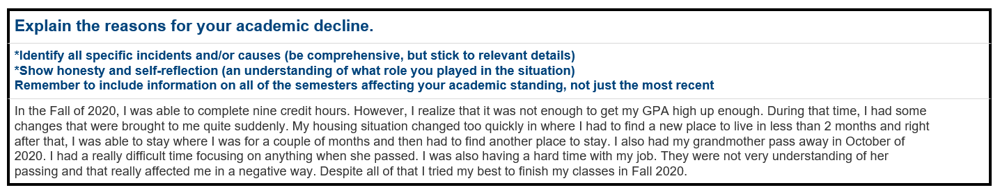 Explain the reasons for your academic decline.
*Identify all specific incidents and/or causes (be comprehensive, but stick to relevant details)
*Show honesty and self-reflection (an understanding of what role you played in the situation)
Remember to include information on all of the semesters affecting your academic standing, not just the most recent
In the Fall of 2020, I was able to complete nine credit hours. However, I realize that it was not enough to get my GPA high up enough. During that time, I had some
changes that were brought to me quite suddenly. My housing situation changed too quickly in where I had to find a new place to live in less than 2 months and right
after that, I was able to stay where I was for a couple of months and then had to find another place to stay. I also had my grandmother pass away in October of
2020. I had a really difficult time focusing on anything when she passed. I was also having a hard time with my job. They were not very understanding of her
passing and that really affected me in a negative way. Despite all of that I tried my best to finish my classes in Fall 2020.